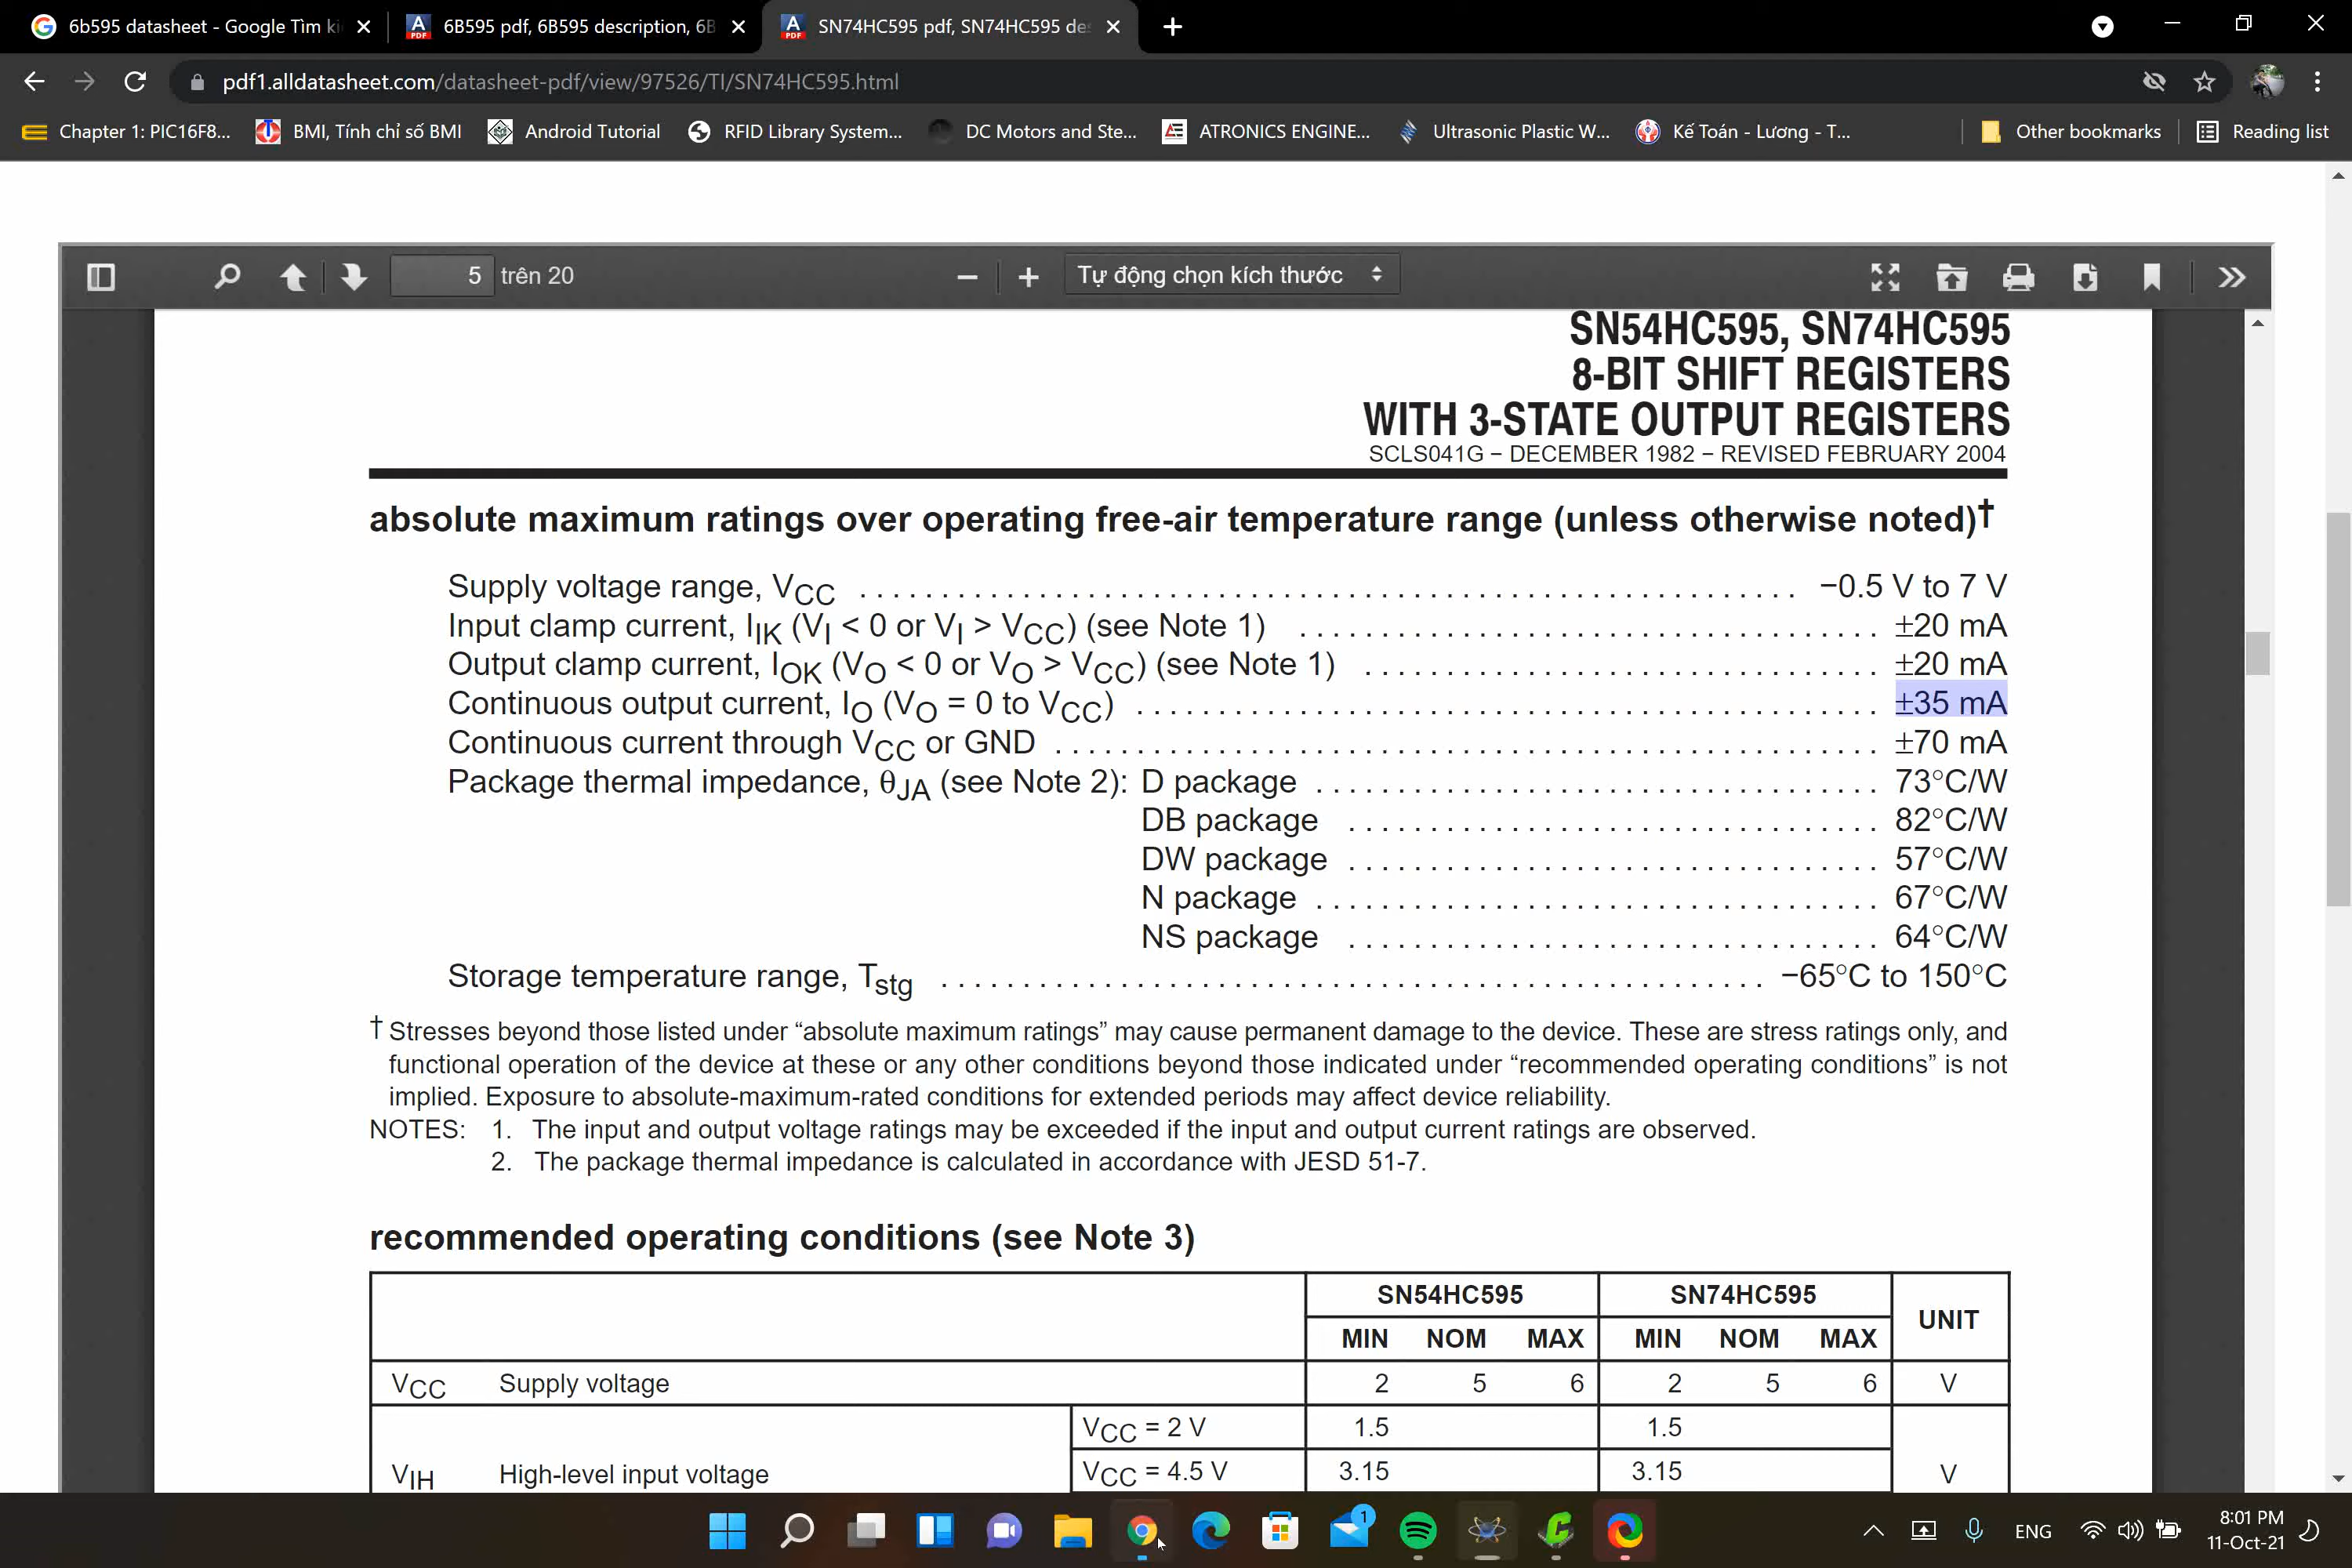 6b595 datasheet - Google Tìm ki
6B595 pdf, 6B595 description, 6B
SN74HC595 pdf, SN74HC595 des
pdf1.alldatasheet.com/datasheet-pdf/view/97526/TI/SN74HC595.html
Chapter 1: PIC16F8...
BMI, Tính chỉ số BMI
Android Tutorial
RFID Library System...
DC Motors and Ste...
ATRONICS ENGINE...
Ultrasonic Plastic W...
Kế Toán - Lương - T...
Other bookmarks
Reading list
5 trên 20
Tự động chọn kích thước
SN54HC595, SN74HC595
8-BIT SHIFT REGISTERS
WITH 3-STATE OUTPUT REGISTERS
SCLS041G − DECEMBER 1982 − REVISED FEBRUARY 2004
absolute maximum ratings over operating free-air temperature range (unless otherwise noted)†
Supply voltage range, VCC . . . . . . . . . . . . . . . . . . . . −0.5 V to 7 V
Input clamp current, IIK (VI < 0 or VI > VCC) (see Note 1) . . . . . . . . . . . . . . . . . . . . ±20 mA
Output clamp current, IOK (VO < 0 or VO > VCC) (see Note 1) . . . . . . . . . . . . . . . . . . . . ±20 mA
Continuous output current, IO (VO = 0 to VCC) . . . . . . . . . . . . . . . . . . . . ±35 mA
Continuous current through VCC or GND . . . . . . . . . . . . . . . . . . . . ±70 mA
Package thermal impedance, θJA (see Note 2): D package . . . . . . . . . . . . . . . . . . . . 73°C/W
DB package . . . . . . . . . . . . . . . . . . . . 82°C/W
DW package . . . . . . . . . . . . . . . . . . . . 57°C/W
N package . . . . . . . . . . . . . . . . . . . . 67°C/W
NS package . . . . . . . . . . . . . . . . . . . . 64°C/W
Storage temperature range, Tstg . . . . . . . . . . . . . . . . . . . . −65°C to 150°C
† Stresses beyond those listed under “absolute maximum ratings” may cause permanent damage to the device. These are stress ratings only, and
functional operation of the device at these or any other conditions beyond those indicated under “recommended operating conditions” is not
implied. Exposure to absolute-maximum-rated conditions for extended periods may affect device reliability.
NOTES: 1. The input and output voltage ratings may be exceeded if the input and output current ratings are observed.
2. The package thermal impedance is calculated in accordance with JESD 51-7.
recommended operating conditions (see Note 3)
SN54HC595 SN74HC595 UNIT
MIN NOM MAX MIN NOM MAX
VCC Supply voltage 2 5 6 2 5 6 V
VCC = 2 V 1.5 1.5
VIH High-level input voltage VCC = 4.5 V 3.15 3.15 V
1
ENG
8:01 PM
11-Oct-21